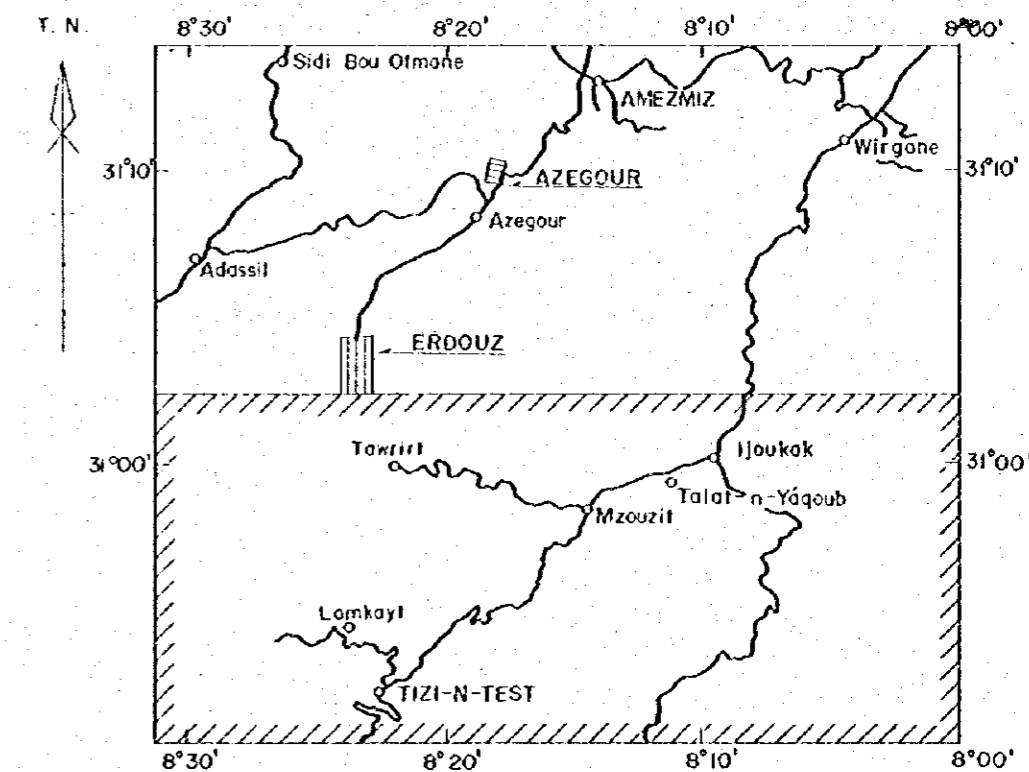 T. N.
8°30' 8°20' 8°10' 8°00'
Sidi Bou Otmane
AMEZMIZ
Wirgane
31°10' 31°10'
AZEGOUR
Azegour
Adassil
ERDOUZ
Tawrirt
Ijoukak
31°00' 31°00'
Talat-n-Yáqoub
Mzouzit
Lamkayt
TIZI-N-TEST
8°30' 8°20' 8°10' 8°00'